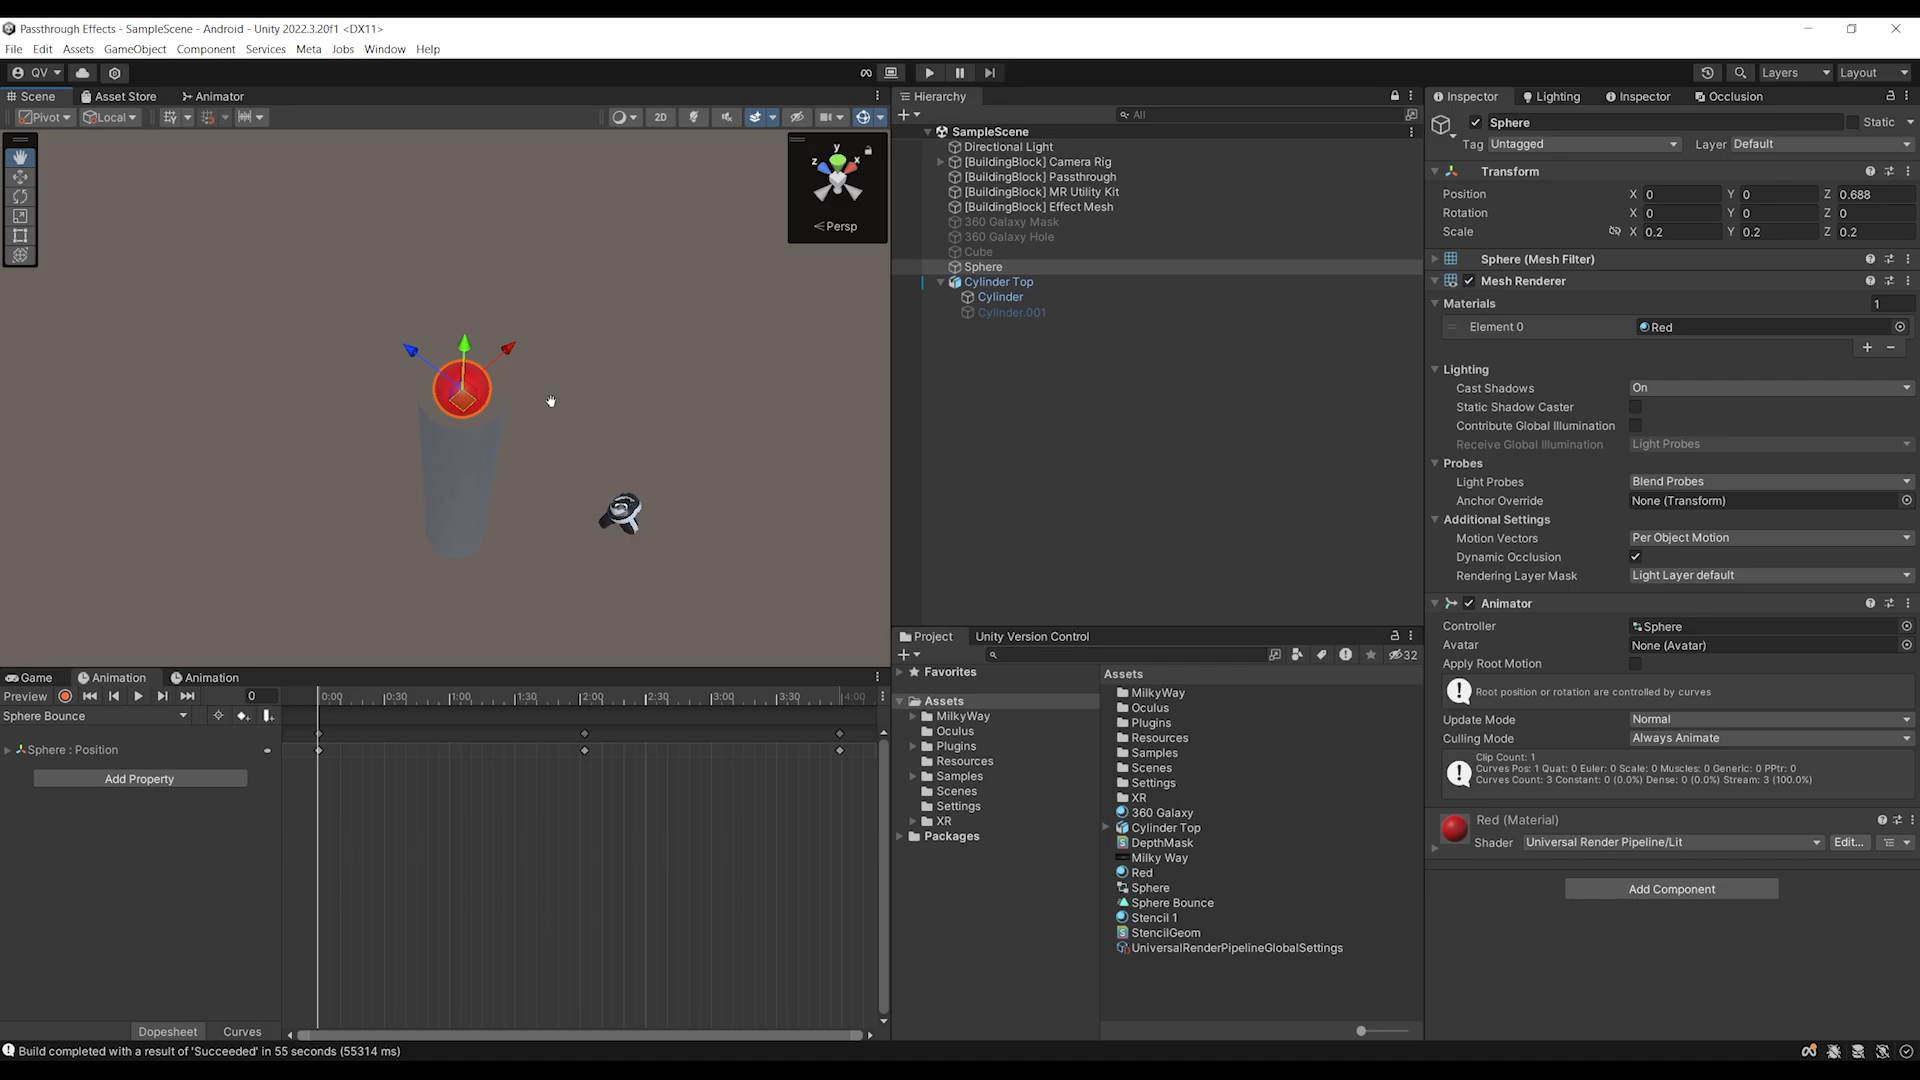 Passthrough Effects - SampleScene - Android - Unity 2022.3.20f1 <DX11>
File Edit Assets GameObject Component Services Meta Jobs Window Help
QV Layers Layout
Scene Asset Store Animator
Pivot Local 2D
y
z x
Persp
Hierarchy
All
SampleScene
Directional Light
[BuildingBlock] Camera Rig
[BuildingBlock] Passthrough
[BuildingBlock] MR Utility Kit
[BuildingBlock] Effect Mesh
360 Galaxy Mask
360 Galaxy Hole
Cube
Sphere
Cylinder Top
Cylinder
Cylinder.001
Inspector Lighting Inspector Occlusion
Sphere Static
Tag Untagged Layer Default
Transform
Position X 0 Y 0 Z 0.688
Rotation X 0 Y 0 Z 0
Scale X 0.2 Y 0.2 Z 0.2
Sphere (Mesh Filter)
Mesh Renderer
Materials 1
Element 0 Red
Lighting
Cast Shadows On
Static Shadow Caster
Contribute Global Illumination
Receive Global Illumination Light Probes
Probes
Light Probes Blend Probes
Anchor Override None (Transform)
Additional Settings
Motion Vectors Per Object Motion
Dynamic Occlusion
Rendering Layer Mask Light Layer default
Animator
Controller Sphere
Avatar None (Avatar)
Apply Root Motion
Root position or rotation are controlled by curves
Update Mode Normal
Culling Mode Always Animate
Clip Count: 1
Curves Pos: 1 Quat: 0 Euler: 0 Scale: 0 Muscles: 0 Generic: 0 PPtr: 0
Curves Count: 3 Constant: 0 (0.0%) Dense: 0 (0.0%) Stream: 3 (100.0%)
Red (Material)
Shader Universal Render Pipeline/Lit Edit...
Add Component
Game Animation Animation
Preview 0 0:00 0:30 1:00 1:30 2:00 2:30 3:00 3:30 4:00
Sphere Bounce
Sphere : Position
Add Property
Dopesheet Curves
Project Unity Version Control
32
Favorites
Assets
MilkyWay
Oculus
Plugins
Resources
Samples
Scenes
Settings
XR
Packages
Assets
MilkyWay
Oculus
Plugins
Resources
Samples
Scenes
Settings
XR
360 Galaxy
Cylinder Top
DepthMask
Milky Way
Red
Sphere
Sphere Bounce
Stencil 1
StencilGeom
UniversalRenderPipelineGlobalSettings
Build completed with a result of 'Succeeded' in 55 seconds (55314 ms)